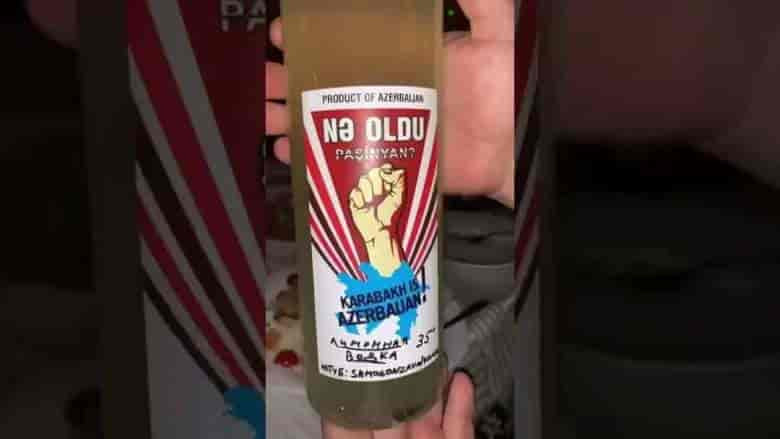 PRODUCT OF AZERBAIJAN
NƏ OLDU
PAŞİNYAN?
KARABAKH IS
AZERBAIJAN!
Лимонная 35°
Водка